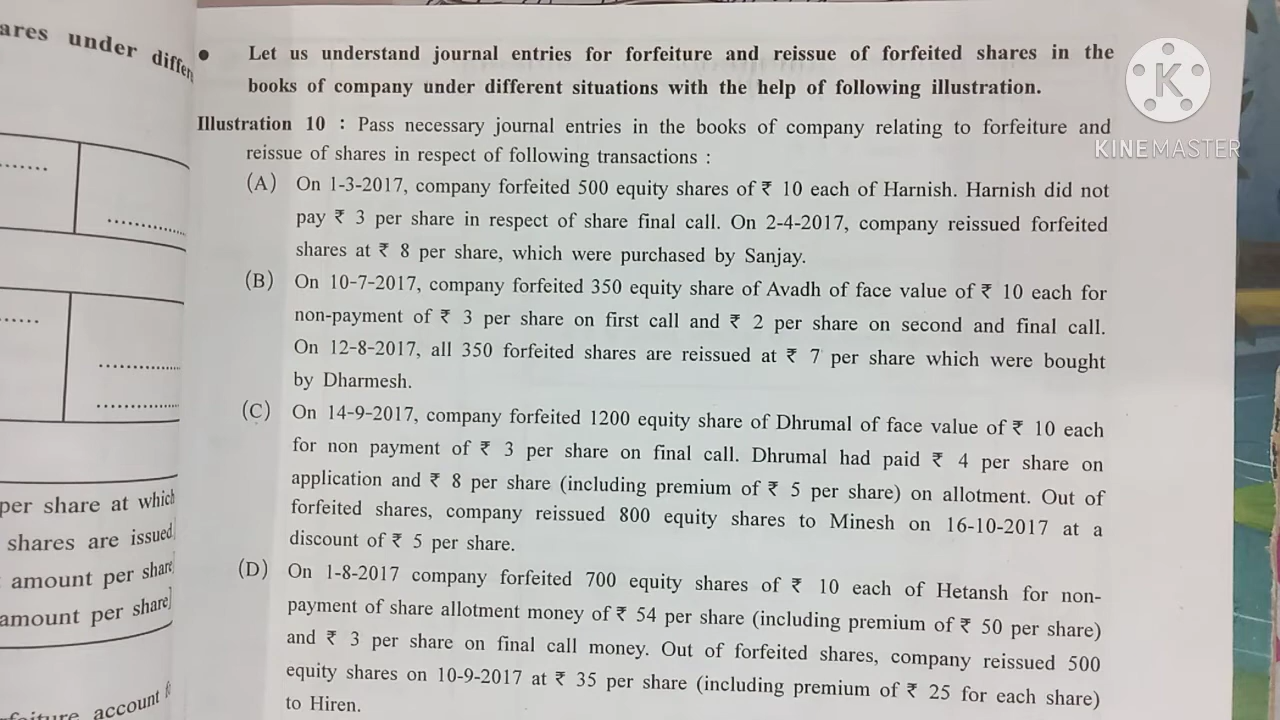 ares under differ
• Let us understand journal entries for forfeiture and reissue of forfeited shares in the
books of company under different situations with the help of following illustration.
Illustration 10 : Pass necessary journal entries in the books of company relating to forfeiture and
reissue of shares in respect of following transactions :
(A) On 1-3-2017, company forfeited 500 equity shares of ₹ 10 each of Harnish. Harnish did not
pay ₹ 3 per share in respect of share final call. On 2-4-2017, company reissued forfeited
shares at ₹ 8 per share, which were purchased by Sanjay.
(B) On 10-7-2017, company forfeited 350 equity share of Avadh of face value of ₹ 10 each for
non-payment of ₹ 3 per share on first call and ₹ 2 per share on second and final call.
On 12-8-2017, all 350 forfeited shares are reissued at ₹ 7 per share which were bought
by Dharmesh.
(C) On 14-9-2017, company forfeited 1200 equity share of Dhrumal of face value of ₹ 10 each
for non payment of ₹ 3 per share on final call. Dhrumal had paid ₹ 4 per share on
application and ₹ 8 per share (including premium of ₹ 5 per share) on allotment. Out of
forfeited shares, company reissued 800 equity shares to Minesh on 16-10-2017 at a
discount of ₹ 5 per share.
(D) On 1-8-2017 company forfeited 700 equity shares of ₹ 10 each of Hetansh for non-
payment of share allotment money of ₹ 54 per share (including premium of ₹ 50 per share)
and ₹ 3 per share on final call money. Out of forfeited shares, company reissued 500
equity shares on 10-9-2017 at ₹ 35 per share (including premium of ₹ 25 for each share)
to Hiren.
per share at which
shares are issued]
amount per share]
amount per share]
account
K
KINEMASTER